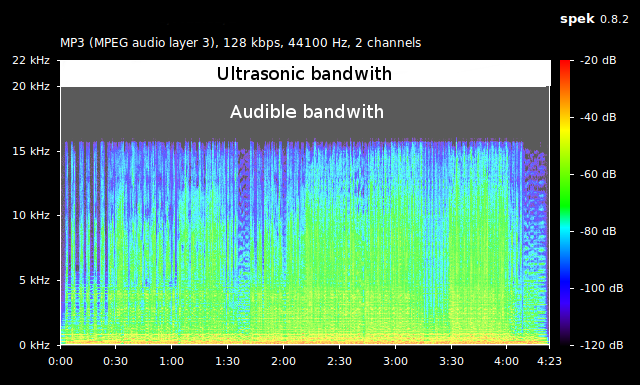 spek 0.8.2
MP3 (MPEG audio layer 3), 128 kbps, 44100 Hz, 2 channels
22 kHz
Ultrasonic bandwith
-20 dB
20 kHz
Audible bandwith
-40 dB
15 kHz
-60 dB
10 kHz
-80 dB
5 kHz
-100 dB
0 kHz
-120 dB
0:00 0:30 1:00 1:30 2:00 2:30 3:00 3:30 4:00 4:23